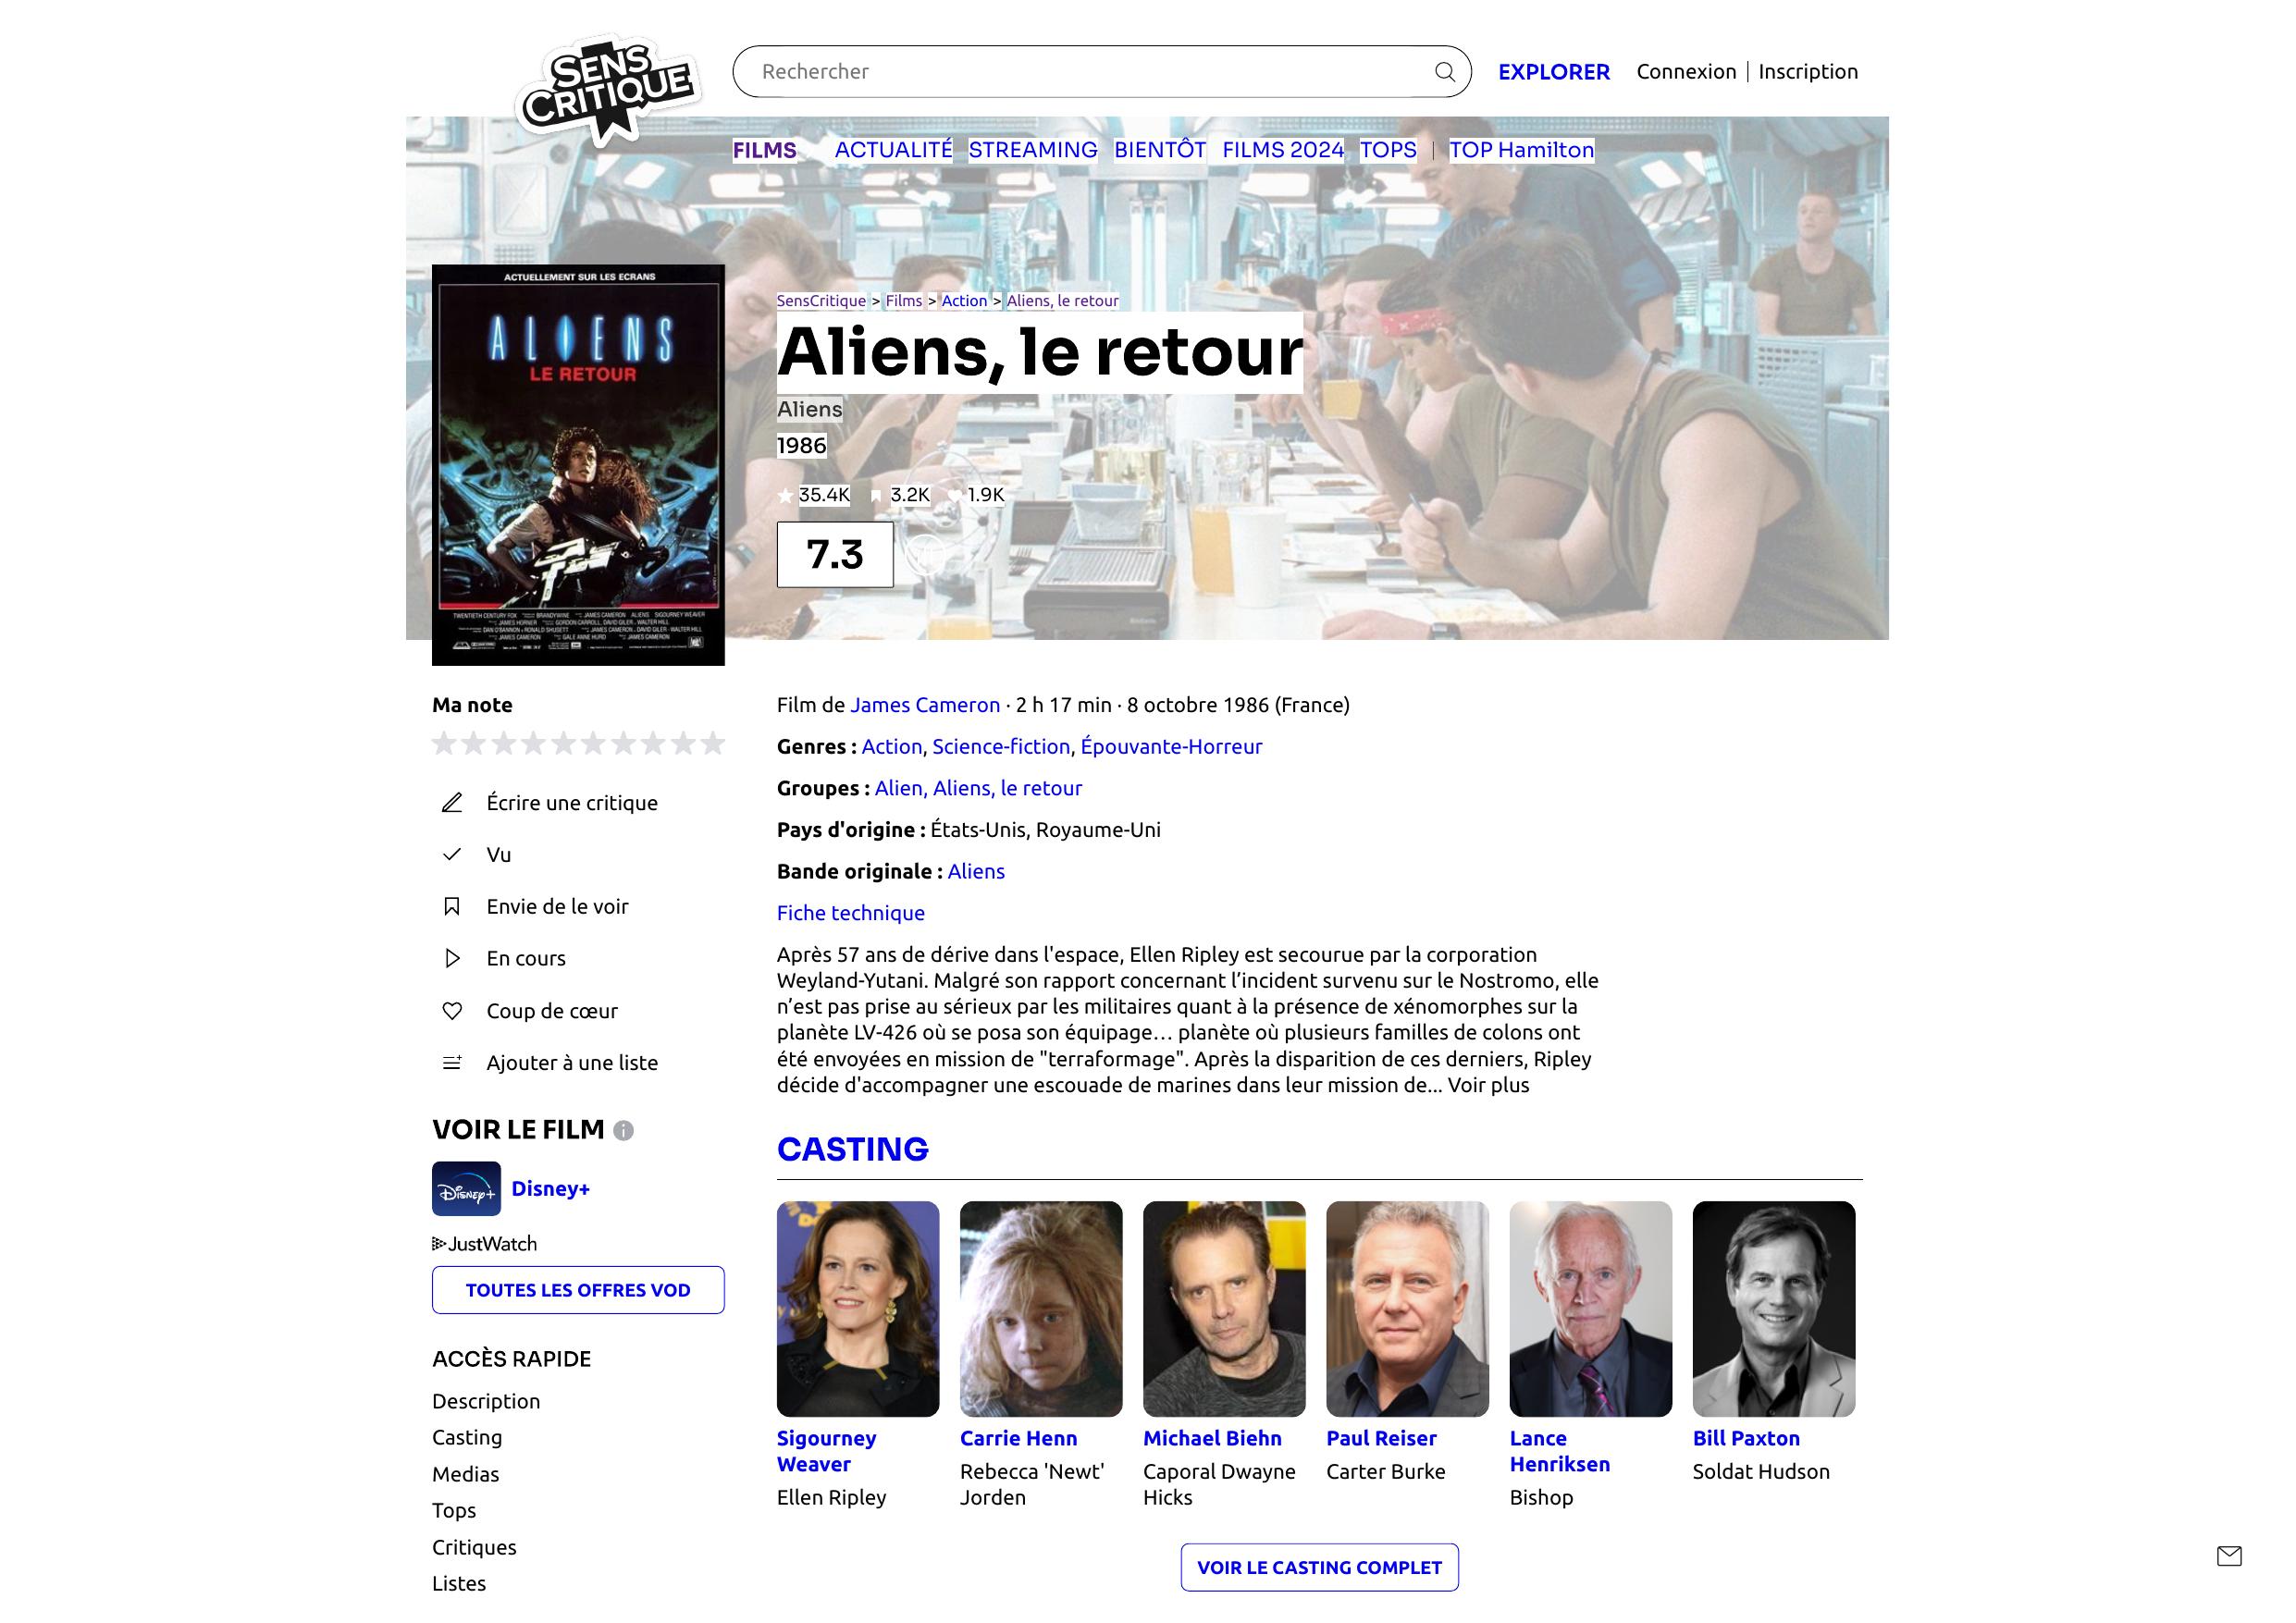 SENS
CRITIQUE
Rechercher
EXPLORER
Connexion
Inscription
FILMS
ACTUALITÉ
STREAMING
BIENTÔT
FILMS 2024
TOPS
TOP Hamilton
ACTUELLEMENT SUR LES ECRANS
ALIENS
LE RETOUR
SensCritique > Films > Action > Aliens, le retour
Aliens, le retour
Aliens
1986
35.4K 3.2K 1.9K
7.3
Ma note
Écrire une critique
Vu
Envie de le voir
En cours
Coup de cœur
Ajouter à une liste
VOIR LE FILM
Disney+
Disney+
JustWatch
TOUTES LES OFFRES VOD
ACCÈS RAPIDE
Description
Casting
Medias
Tops
Critiques
Listes
Film de James Cameron · 2 h 17 min · 8 octobre 1986 (France)
Genres : Action, Science-fiction, Épouvante-Horreur
Groupes : Alien, Aliens, le retour
Pays d'origine : États-Unis, Royaume-Uni
Bande originale : Aliens
Fiche technique
Après 57 ans de dérive dans l'espace, Ellen Ripley est secourue par la corporation
Weyland-Yutani. Malgré son rapport concernant l’incident survenu sur le Nostromo, elle
n’est pas prise au sérieux par les militaires quant à la présence de xénomorphes sur la
planète LV-426 où se posa son équipage… planète où plusieurs familles de colons ont
été envoyées en mission de "terraformage". Après la disparition de ces derniers, Ripley
décide d'accompagner une escouade de marines dans leur mission de... Voir plus
CASTING
Sigourney
Weaver
Ellen Ripley
Carrie Henn
Rebecca 'Newt'
Jorden
Michael Biehn
Caporal Dwayne
Hicks
Paul Reiser
Carter Burke
Lance
Henriksen
Bishop
Bill Paxton
Soldat Hudson
VOIR LE CASTING COMPLET